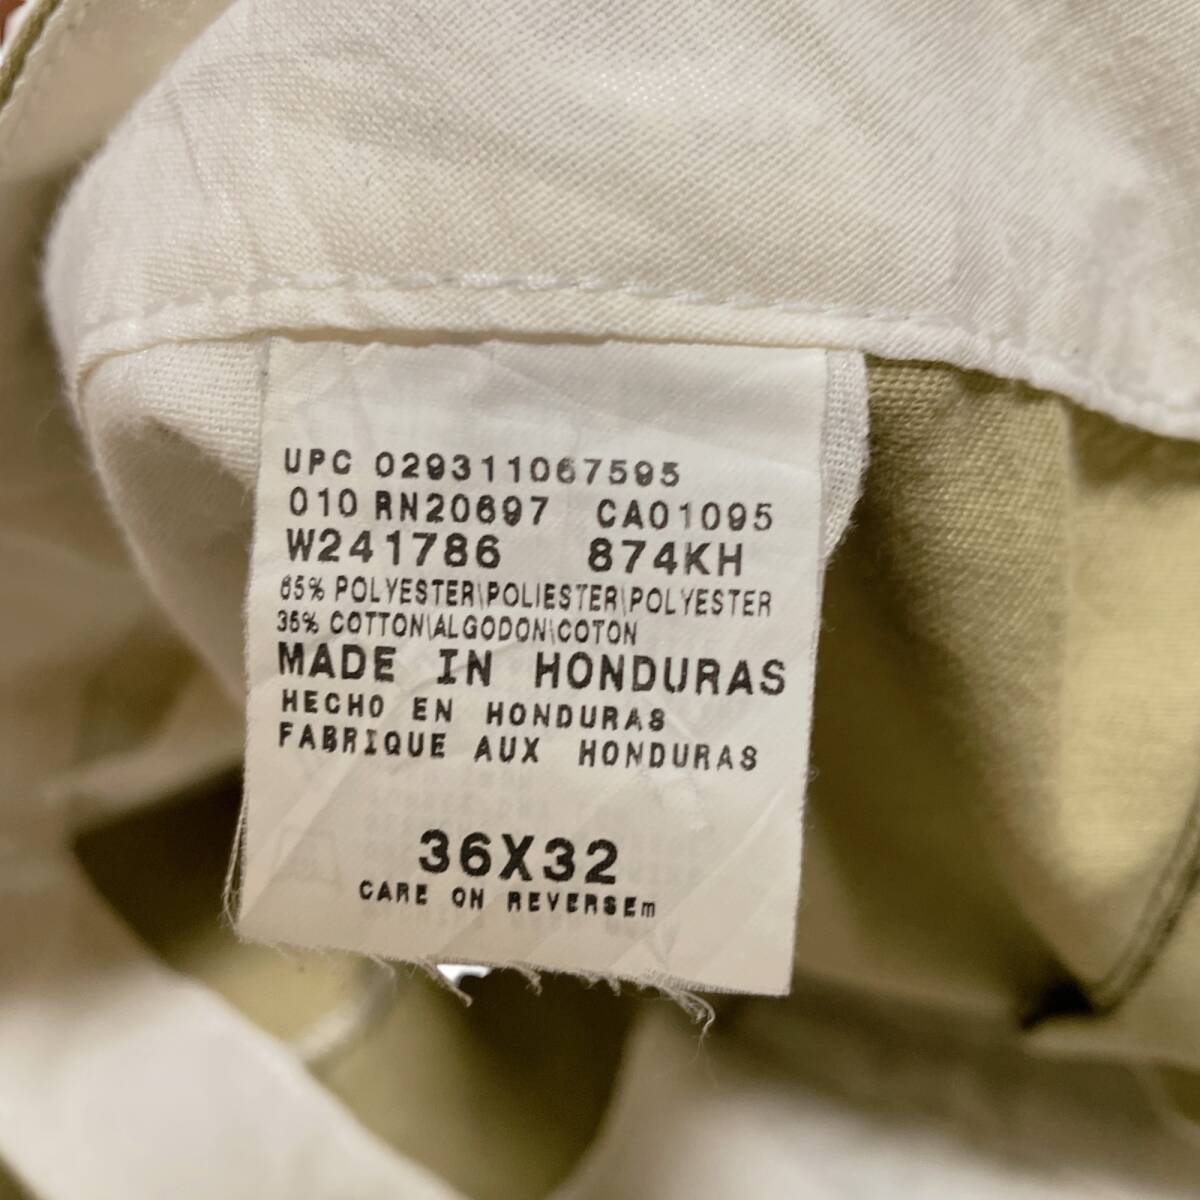 UPC 029311067595
010 RN20697 CA01095
W241786 874KH
65% POLYESTER\POLIESTER\POLYESTER
35% COTTON\ALGODON\COTON
MADE IN HONDURAS
HECHO EN HONDURAS
FABRIQUE AUX HONDURAS
36X32
CARE ON REVERSEm